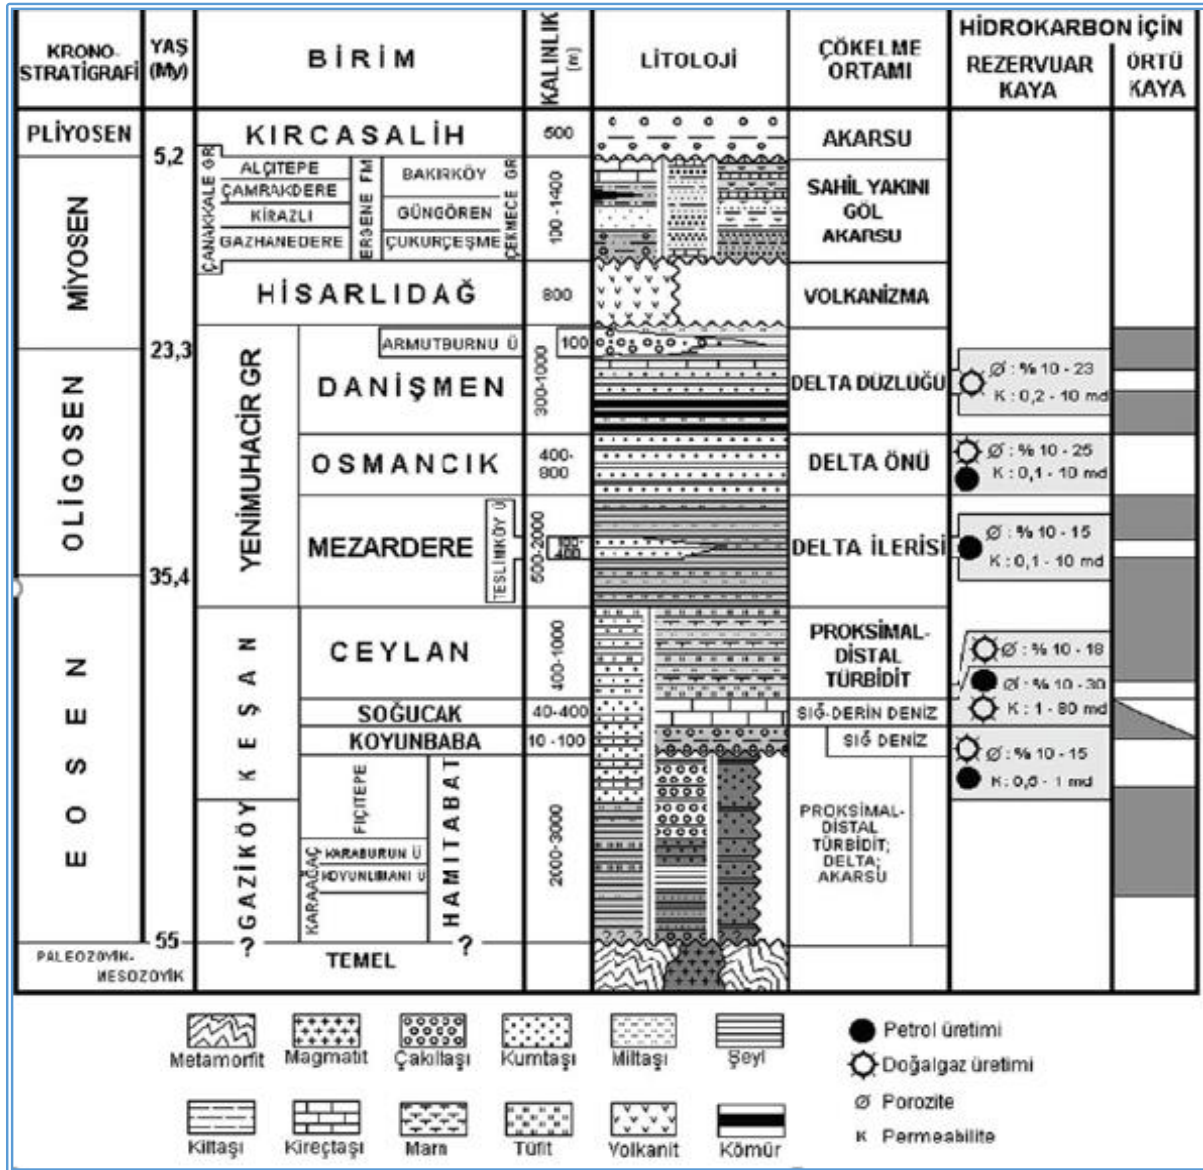 KRONO-
STRATİGRAFİ
YAŞ
(My)
BİRİM
KALINLIK
(m)
LİTOLOJİ
ÇÖKELME
ORTAMI
HİDROKARBON İÇİN
REZERVUAR
KAYA
ÖRTÜ
KAYA
PLİYOSEN
5,2
KIRCASALİH
500
AKARSU
MİYOSEN
ÇANAKKALE GR
ALÇITEPE
ÇAMRAKDERE
KİRAZLI
GAZHANEDERE
ERGENE FM
BAKIRKÖY
GÜNGÖREN
ÇUKURÇEŞME
ÇEKMECE GR
100-1400
SAHİL YAKINI
GÖL
AKARSU
HİSARLIDAĞ
800
VOLKANİZMA
23,3
OLİGOSEN
YENİMUHACİR GR
ARMUTBURNU Ü
100
DANİŞMEN
300-1000
DELTA DÜZLÜĞÜ
Ø : % 10 - 23
K : 0,2 - 10 md
OSMANCIK
400-
800
DELTA ÖNÜ
Ø : % 10 - 25
K : 0,1 - 10 md
MEZARDERE
TESLİMKÖY Ü
500-2000
400
DELTA İLERİSİ
Ø : % 10 - 15
K : 0,1 - 10 md
35,4
EOSEN
KEŞAN
CEYLAN
400-1000
PROKSİMAL-
DİSTAL
TÜRBİDİT
Ø : % 10 - 18
SOĞUCAK
40-400
SIĞ-DERİN DENİZ
Ø : % 10 - 30
K : 1 - 80 md
KOYUNBABA
10 -100
SIĞ DENİZ
Ø : % 10 - 15
K : 0,5 - 1 md
GAZİKÖY
FIÇITEPE
KARAAĞAÇ
KARABURUN Ü
KOYUNLIMANI Ü
HAMITABAT
2000-3000
PROKSİMAL-
DİSTAL
TÜRBİDİT;
DELTA;
AKARSU
55
?
?
PALEOZOYİK-
MESOZOYİK
TEMEL
Metamorfit
Magmatit
Çakıltaşı
Kumtaşı
Miltaşı
Şeyl
Kiltaşı
Kireçtaşı
Marn
Tüfit
Volkanit
Kömür
Petrol üretimi
Doğalgaz üretimi
Ø Porozite
K Permeabilite